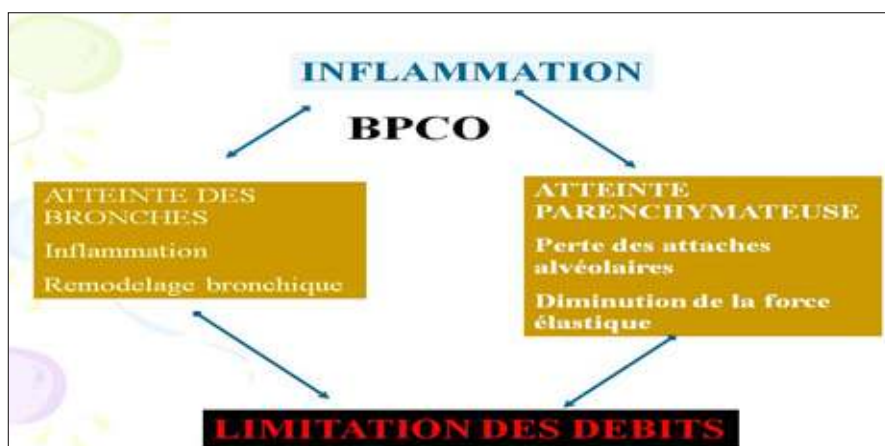 INFLAMMATION
BPCO
ATTEINTE DES
BRONCHES
Inflammation
Remodelage bronchique
ATTEINTE
PARENCHYMATEUSE
Perte des attaches
alvéolaires
Diminution de la force
élastique
LIMITATION DES DEBITS